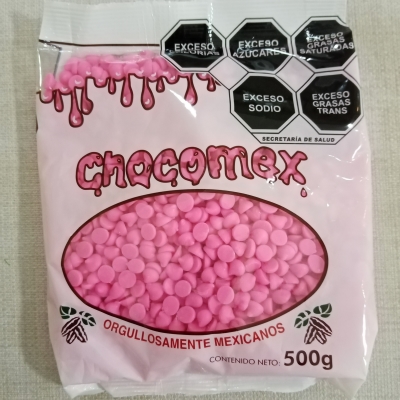 EXCESO
CALORÍAS
EXCESO
AZÚCARES
EXCESO
GRASAS
SATURADAS
EXCESO
SODIO
EXCESO
GRASAS
TRANS
SECRETARÍA DE SALUD
Chocomex
ORGULLOSAMENTE MEXICANOS
CONTENIDO NETO: 500g